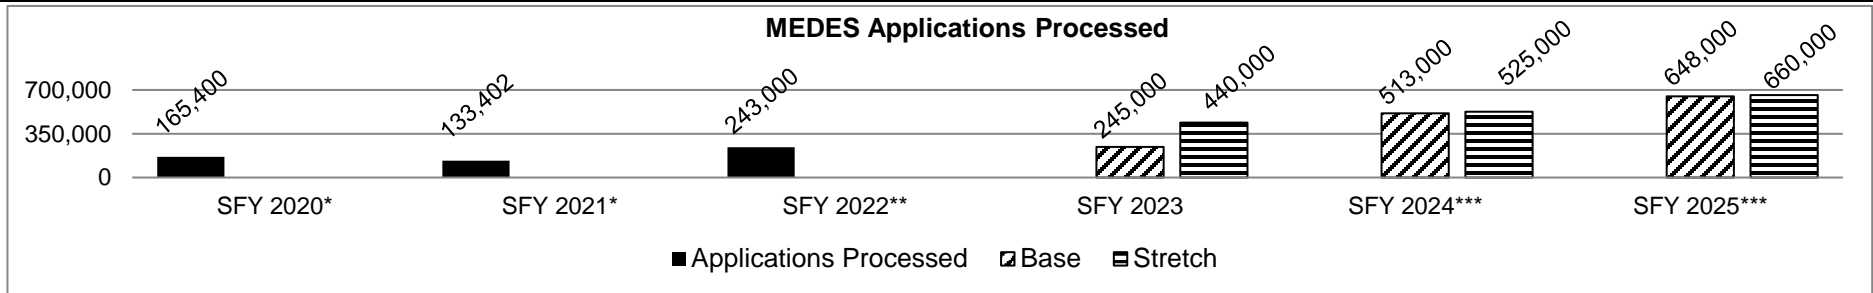 MEDES Applications Processed
700,000
350,000
0
165,400
133,402
243,000
245,000
440,000
513,000
525,000
648,000
660,000
SFY 2020*
SFY 2021*
SFY 2022**
SFY 2023
SFY 2024***
SFY 2025***
Applications Processed
Base
Stretch